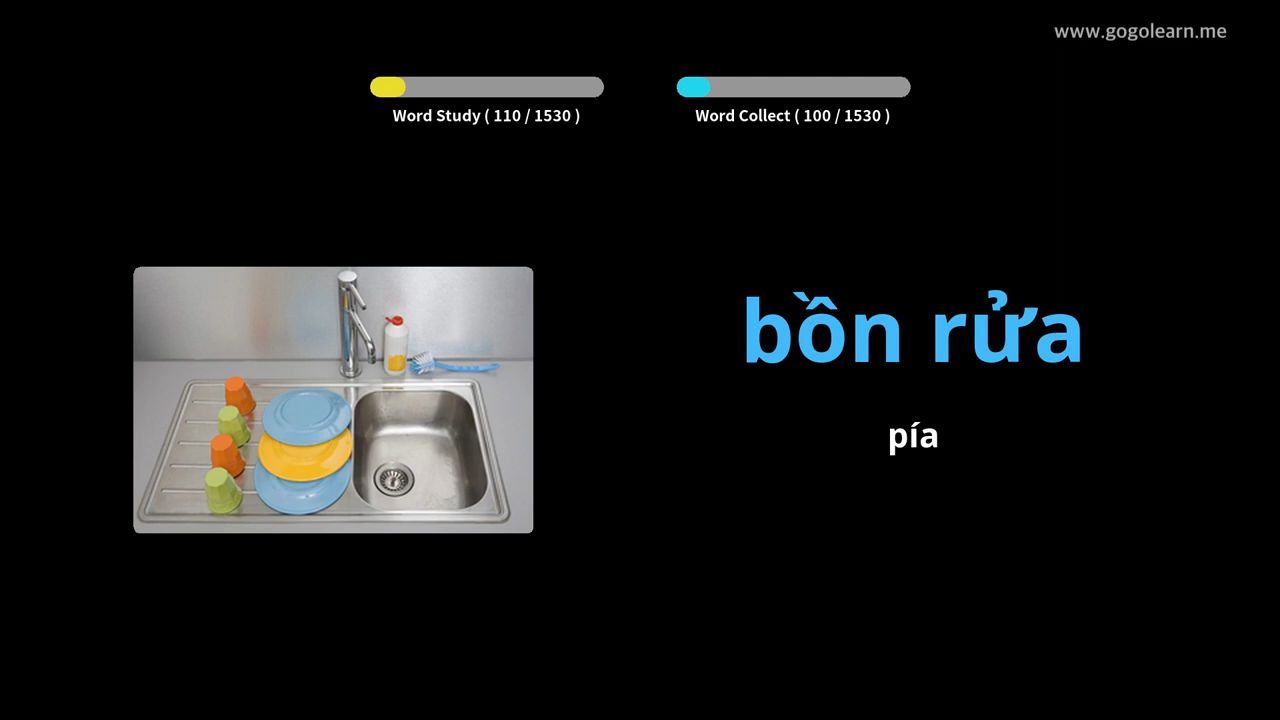 www.gogolearn.me
Word Study ( 110 / 1530 )
Word Collect ( 100 / 1530 )
bồn rửa
pía